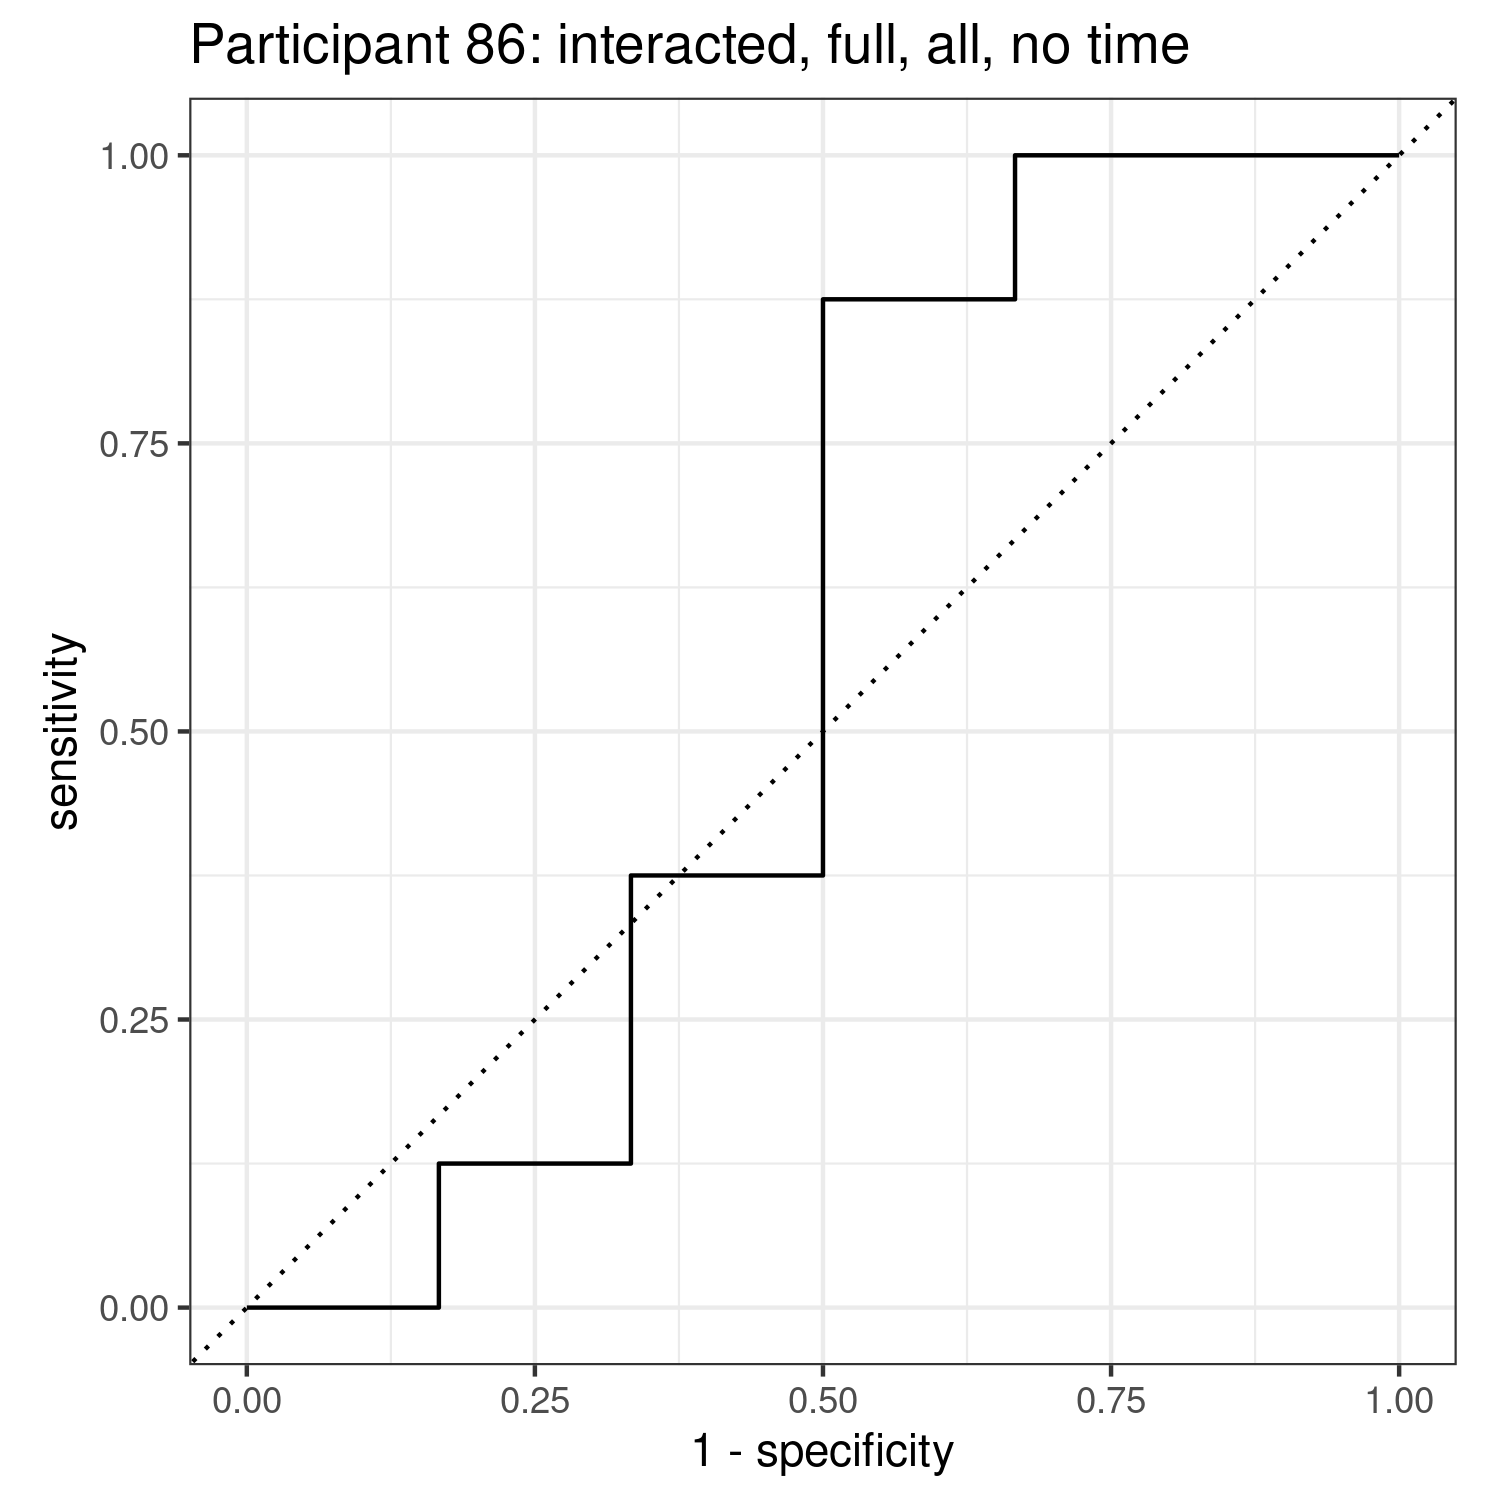 Participant 86: interacted, full, all, no time
1.00
0.75
0.50
0.25
0.00
sensitivity
0.00 0.25 0.50 0.75 1.00
1 - specificity